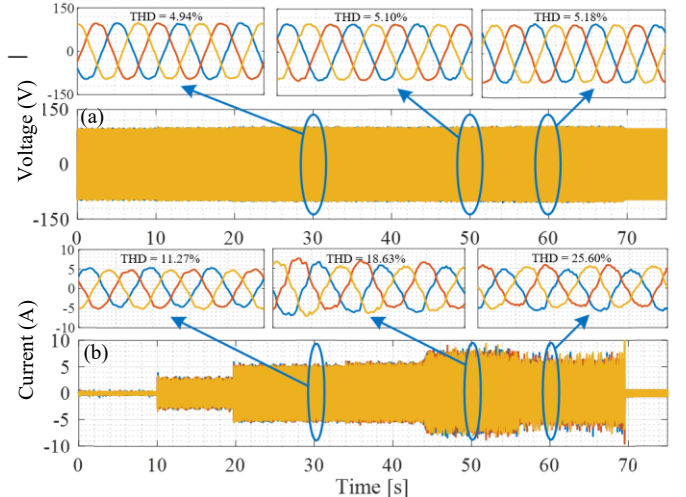 THD = 4.94% THD = 5.10% THD = 5.18%
150
0
-150
Voltage (V)
150
(a)
0
-150
0 10 20 30 40 50 60 70
10
5
0
-5
-10
THD = 11.27% THD = 18.63% THD = 25.60%
Current (A)
10
(b)
5
0
-5
-10
0 10 20 30 40 50 60 70
Time [s]